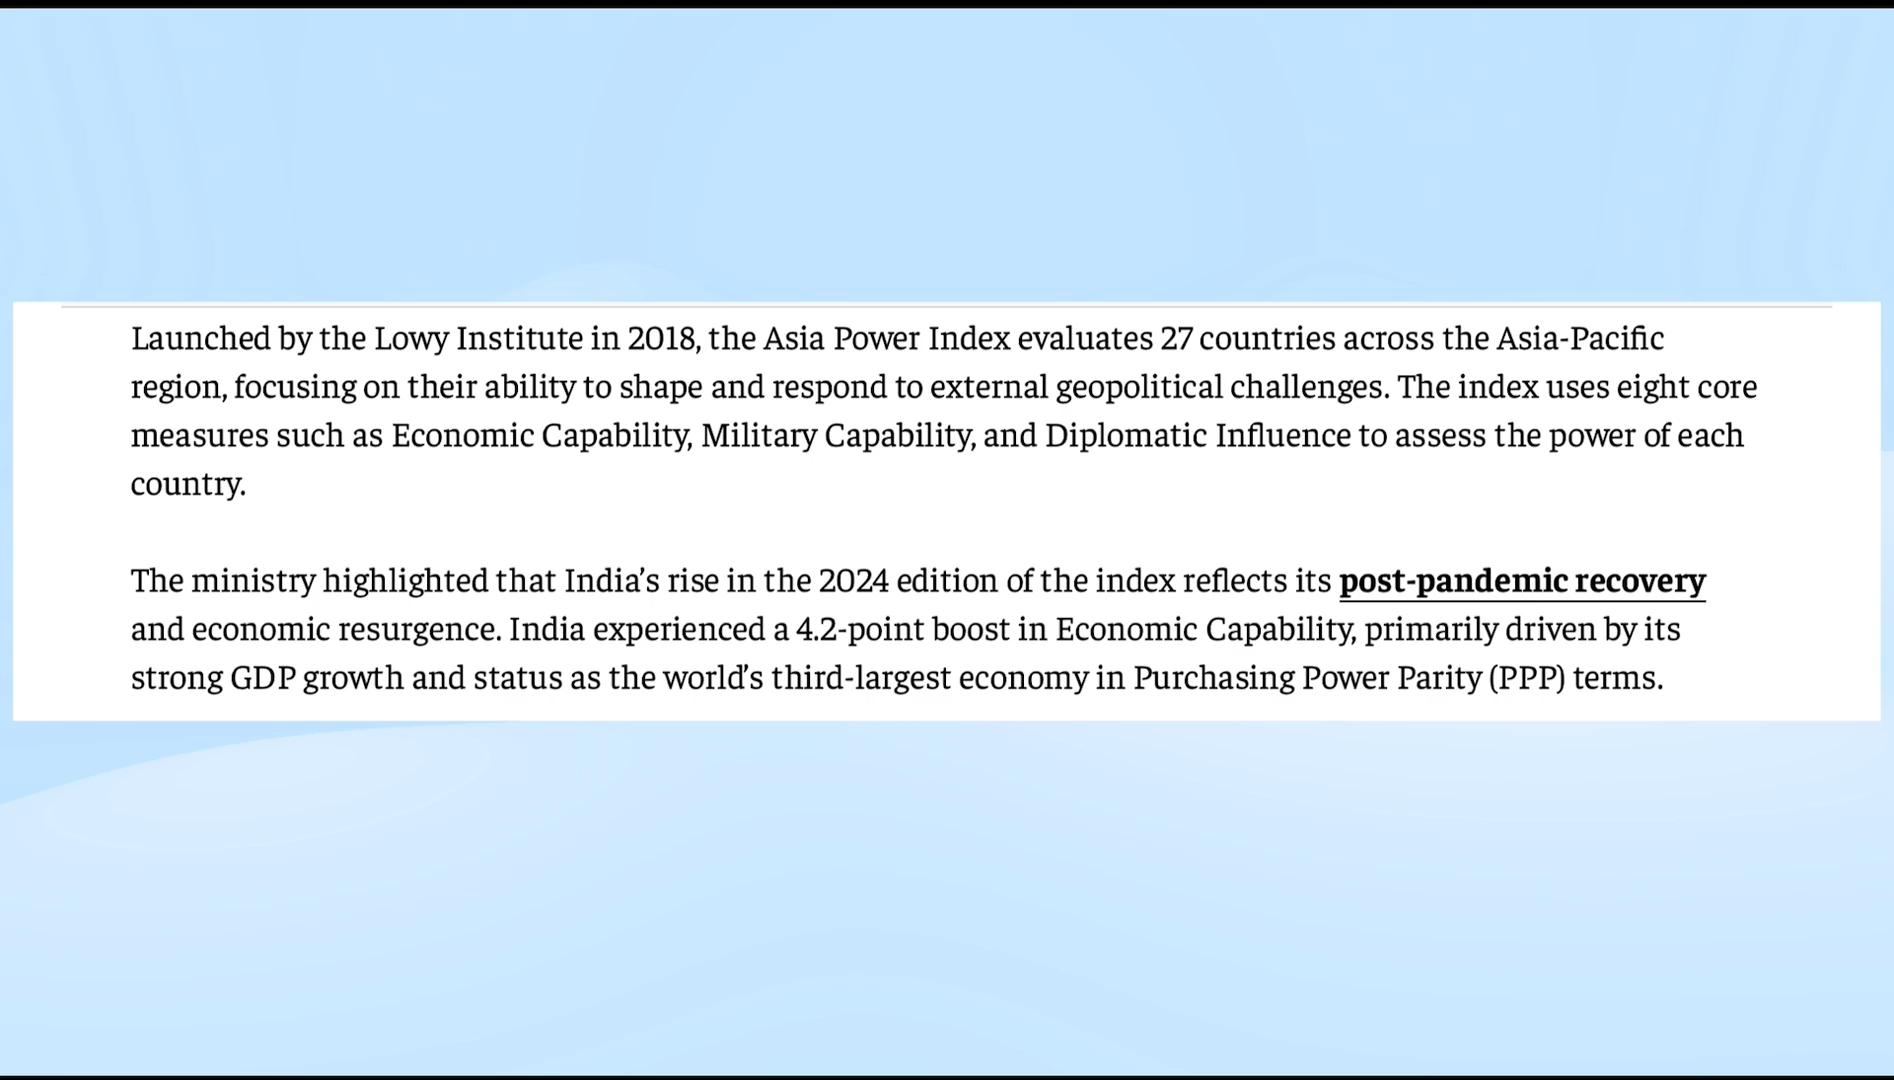 Launched by the Lowy Institute in 2018, the Asia Power Index evaluates 27 countries across the Asia-Pacific
region, focusing on their ability to shape and respond to external geopolitical challenges. The index uses eight core
measures such as Economic Capability, Military Capability, and Diplomatic Influence to assess the power of each
country.
The ministry highlighted that India’s rise in the 2024 edition of the index reflects its post-pandemic recovery
and economic resurgence. India experienced a 4.2-point boost in Economic Capability, primarily driven by its
strong GDP growth and status as the world’s third-largest economy in Purchasing Power Parity (PPP) terms.